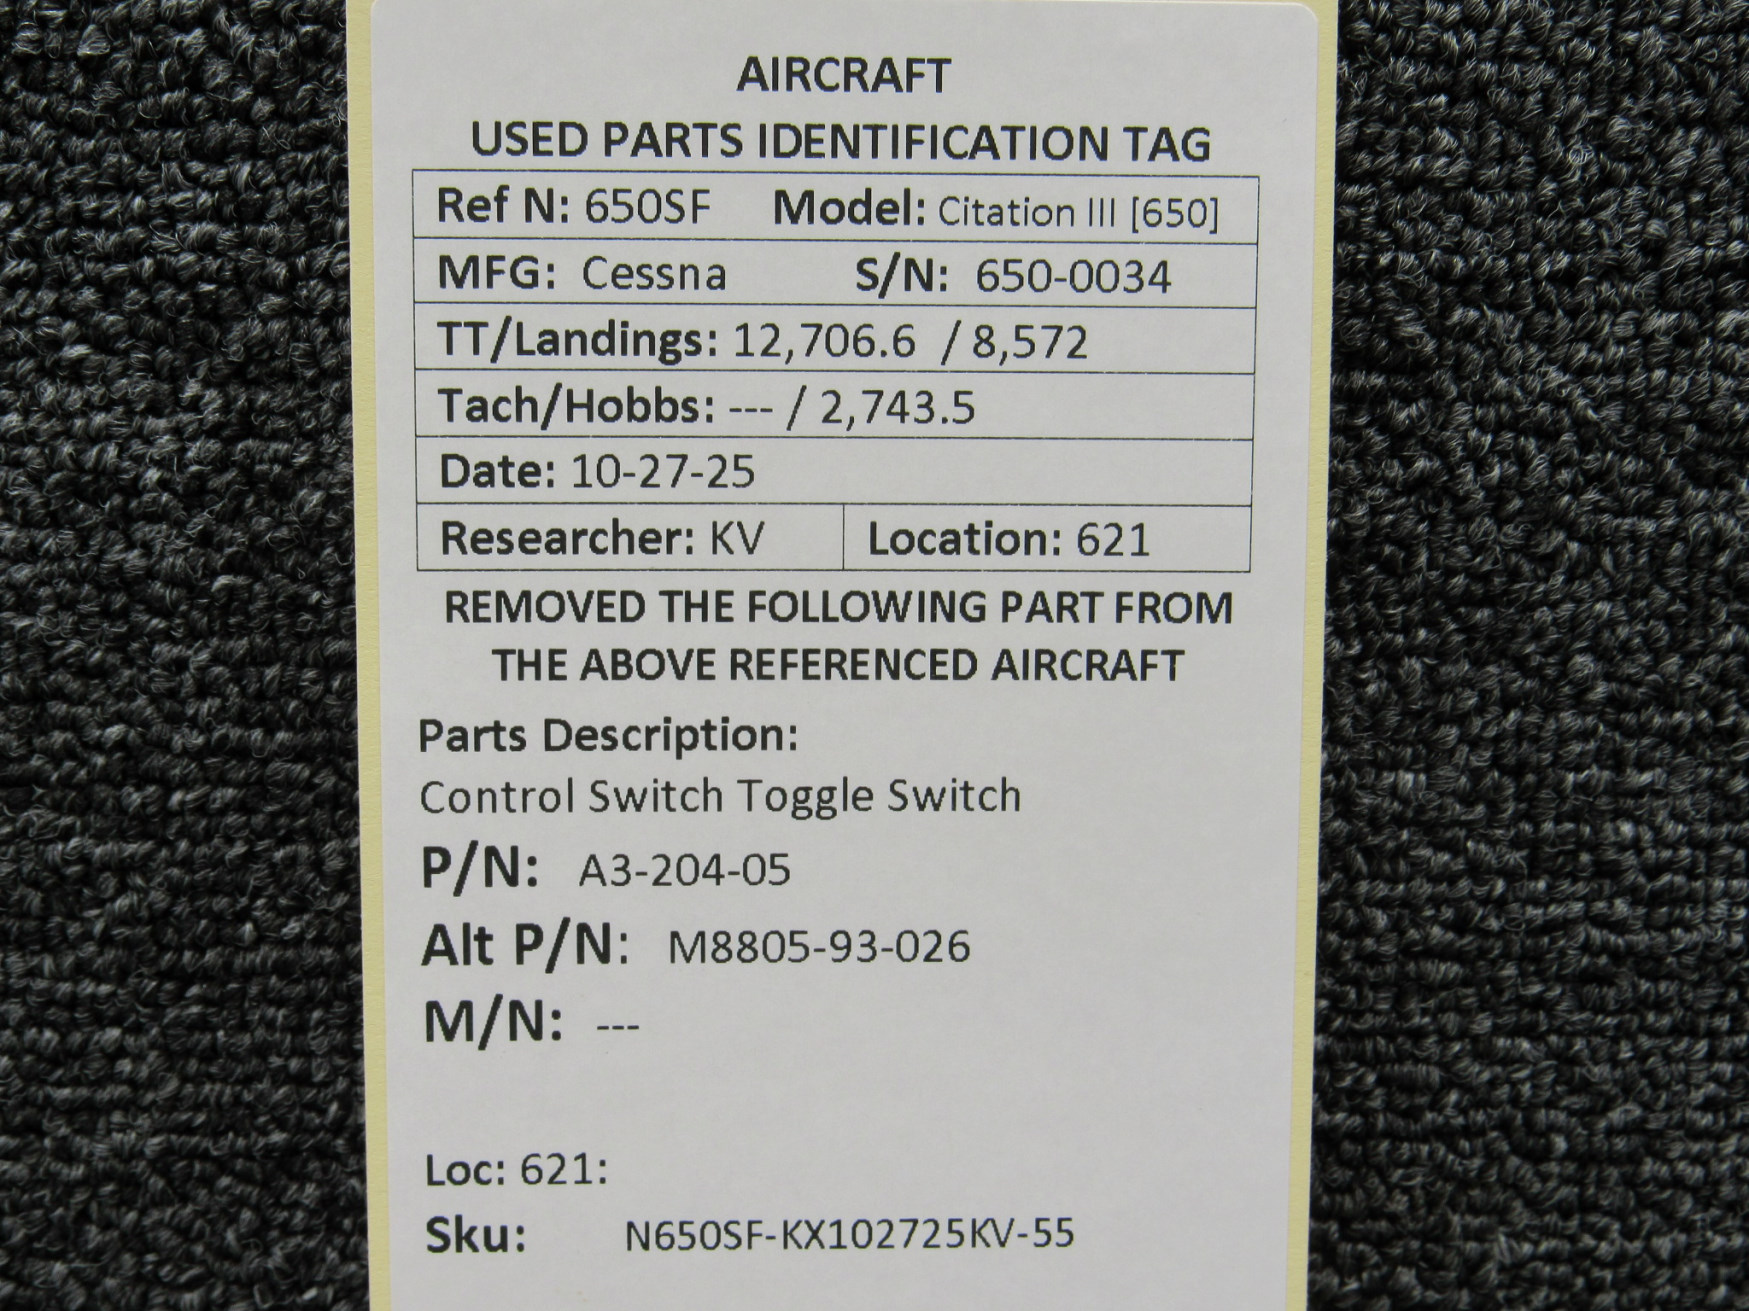 AIRCRAFT
USED PARTS IDENTIFICATION TAG
Ref N: 650SF Model: Citation III [650]
MFG: Cessna S/N: 650-0034
TT/Landings: 12,706.6 / 8,572
Tach/Hobbs: --- / 2,743.5
Date: 10-27-25
Researcher: KV Location: 621
REMOVED THE FOLLOWING PART FROM
THE ABOVE REFERENCED AIRCRAFT
Parts Description:
Control Switch Toggle Switch
P/N: A3-204-05
Alt P/N: M8805-93-026
M/N: ---
Loc: 621:
Sku: N650SF-KX102725KV-55